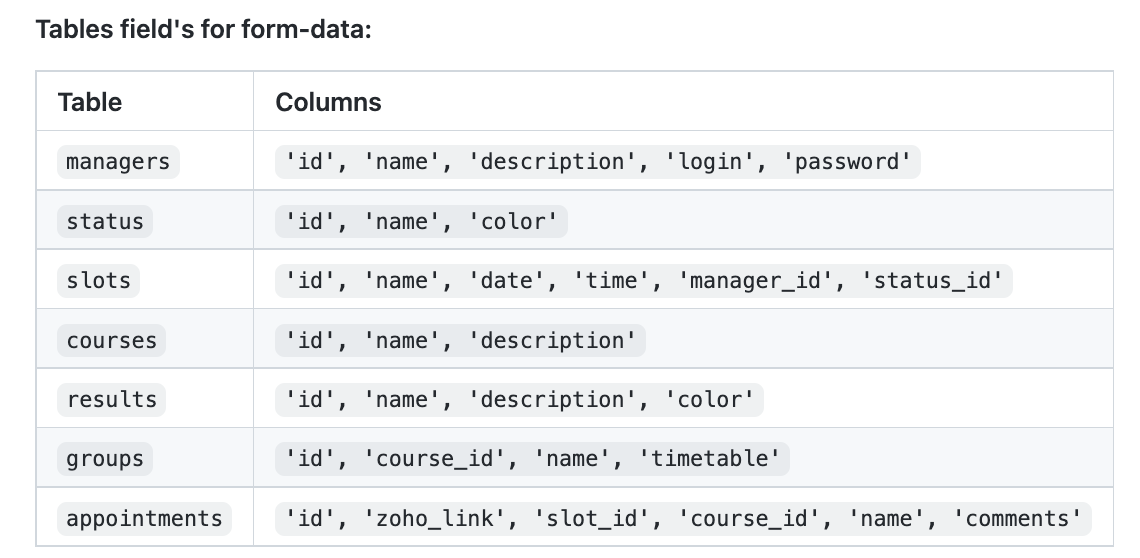 Tables field's for form-data:
Table Columns
managers 'id', 'name', 'description', 'login', 'password'
status 'id', 'name', 'color'
slots 'id', 'name', 'date', 'time', 'manager_id', 'status_id'
courses 'id', 'name', 'description'
results 'id', 'name', 'description', 'color'
groups 'id', 'course_id', 'name', 'timetable'
appointments 'id', 'zoho_link', 'slot_id', 'course_id', 'name', 'comments'